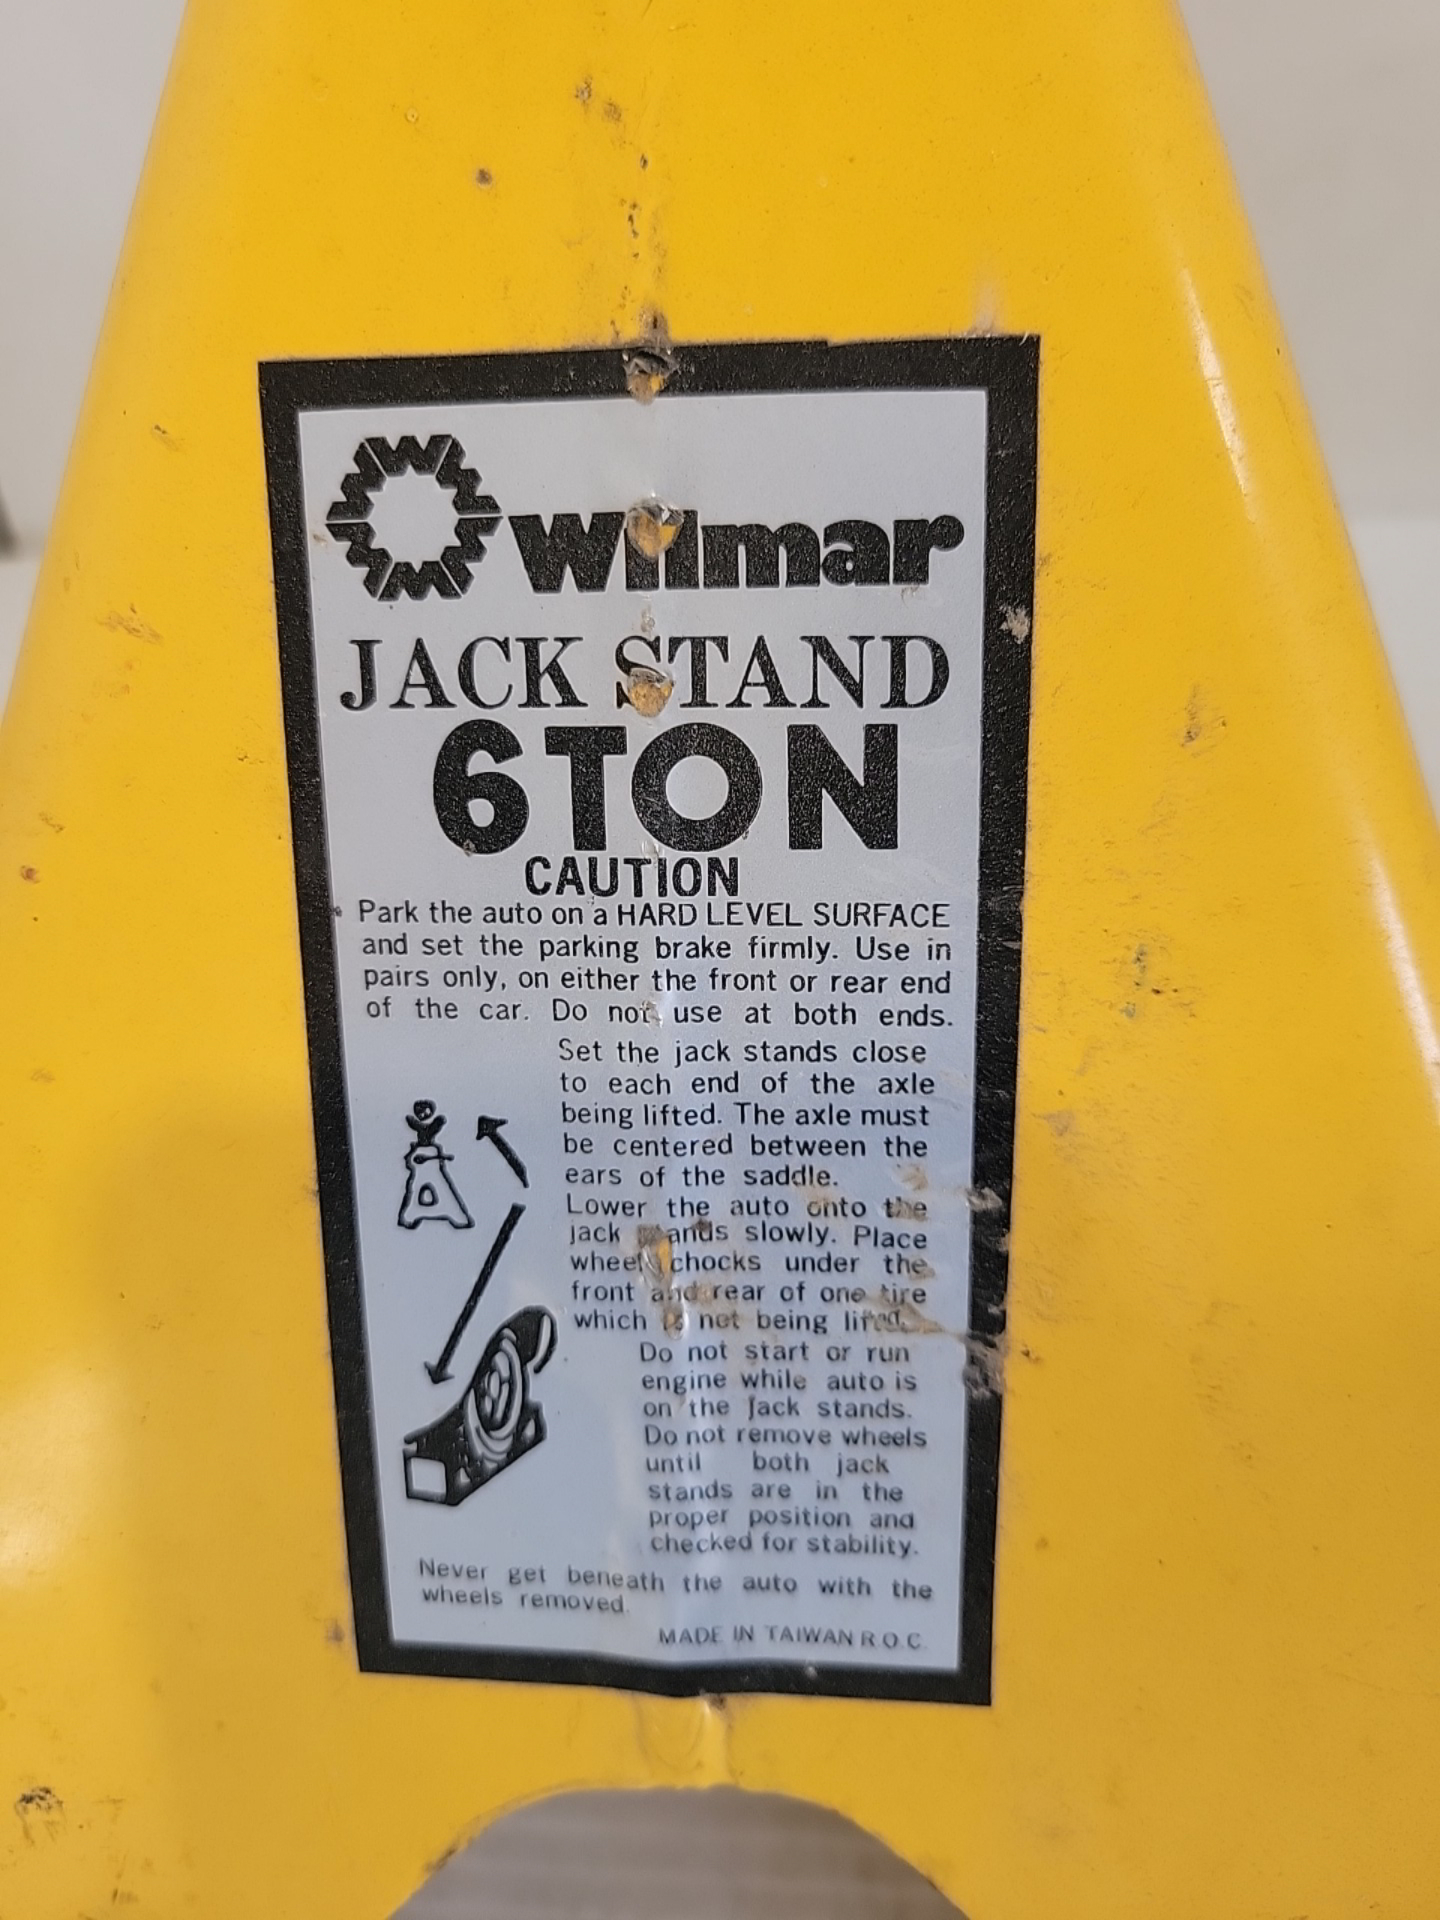 Wilmar
JACK STAND
6 TON
CAUTION
Park the auto on a HARD LEVEL SURFACE
and set the parking brake firmly. Use in
pairs only, on either the front or rear end
of the car. Do not use at both ends.
Set the jack stands close
to each end of the axle
being lifted. The axle must
be centered between the
ears of the saddle.
Lower the auto onto the
jack stands slowly. Place
wheel chocks under the
front and rear of one tire
which is not being lifted.
Do not start or run
engine while auto is
on the Jack stands.
Do not remove wheels
until both jack
stands are in the
proper position and
checked for stability.
Never get beneath the auto with the
wheels removed.
MADE IN TAIWAN R.O.C.